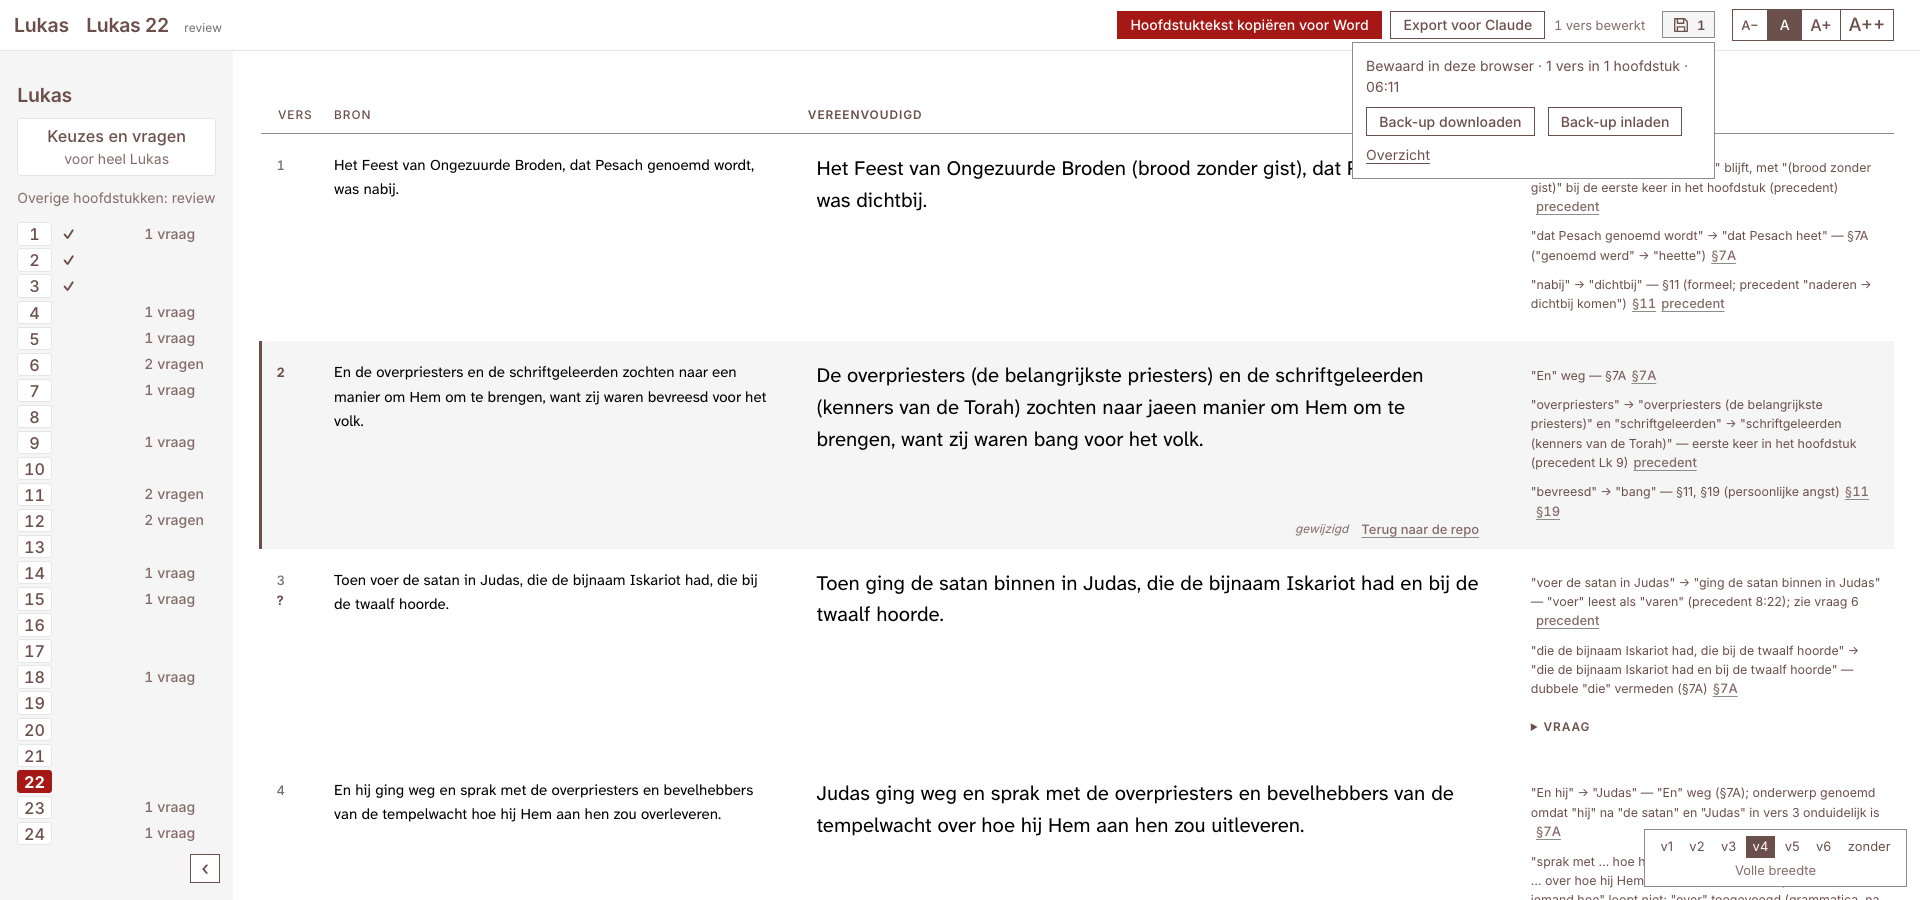 Lukas Lukas 22 review
Hoofdstuktekst kopiëren voor Word
Export voor Claude
1 vers bewerkt
1
A− A A+ A++
Bewaard in deze browser · 1 vers in 1 hoofdstuk ·
06:11
Back-up downloaden
Back-up inladen
Overzicht
Lukas
Keuzes en vragen
voor heel Lukas
Overige hoofdstukken: review
1 ✓ 1 vraag
2 ✓
3 ✓
4 1 vraag
5 1 vraag
6 2 vragen
7 1 vraag
8
9 1 vraag
10
11 2 vragen
12 2 vragen
13
14 1 vraag
15 1 vraag
16
17
18 1 vraag
19
20
21
22
23 1 vraag
24 1 vraag
‹
VERS BRON VEREENVOUDIGD
1
Het Feest van Ongezuurde Broden, dat Pesach genoemd wordt,
was nabij.
Het Feest van Ongezuurde Broden (brood zonder gist), dat
was dichtbij.
" blijft, met "(brood zonder
gist)" bij de eerste keer in het hoofdstuk (precedent)
precedent
"dat Pesach genoemd wordt" → "dat Pesach heet" — §7A
("genoemd werd" → "heette") §7A
"nabij" → "dichtbij" — §11 (formeel; precedent "naderen →
dichtbij komen") §11 precedent
2
En de overpriesters en de schriftgeleerden zochten naar een
manier om Hem om te brengen, want zij waren bevreesd voor het
volk.
De overpriesters (de belangrijkste priesters) en de schriftgeleerden
(kenners van de Torah) zochten naar jaeen manier om Hem om te
brengen, want zij waren bang voor het volk.
gewijzigd Terug naar de repo
"En" weg — §7A §7A
"overpriesters" → "overpriesters (de belangrijkste
priesters)" en "schriftgeleerden" → "schriftgeleerden
(kenners van de Torah)" — eerste keer in het hoofdstuk
(precedent Lk 9) precedent
"bevreesd" → "bang" — §11, §19 (persoonlijke angst) §11
§19
3
?
Toen voer de satan in Judas, die de bijnaam Iskariot had, die bij
de twaalf hoorde.
Toen ging de satan binnen in Judas, die de bijnaam Iskariot had en bij de
twaalf hoorde.
"voer de satan in Judas" → "ging de satan binnen in Judas"
— "voer" leest als "varen" (precedent 8:22); zie vraag 6
precedent
"die de bijnaam Iskariot had, die bij de twaalf hoorde" →
"die de bijnaam Iskariot had en bij de twaalf hoorde" —
dubbele "die" vermeden (§7A) §7A
▸ VRAAG
4
En hij ging weg en sprak met de overpriesters en bevelhebbers
van de tempelwacht hoe hij Hem aan hen zou overleveren.
Judas ging weg en sprak met de overpriesters en bevelhebbers van de
tempelwacht over hoe hij Hem aan hen zou uitleveren.
"En hij" → "Judas" — "En" weg (§7A); onderwerp genoemd
omdat "hij" na "de satan" en "Judas" in vers 3 onduidelijk is
§7A
"sprak met … hoe
… over hoe hij Hem
v1 v2 v3 v4 v5 v6 zonder
Volle breedte